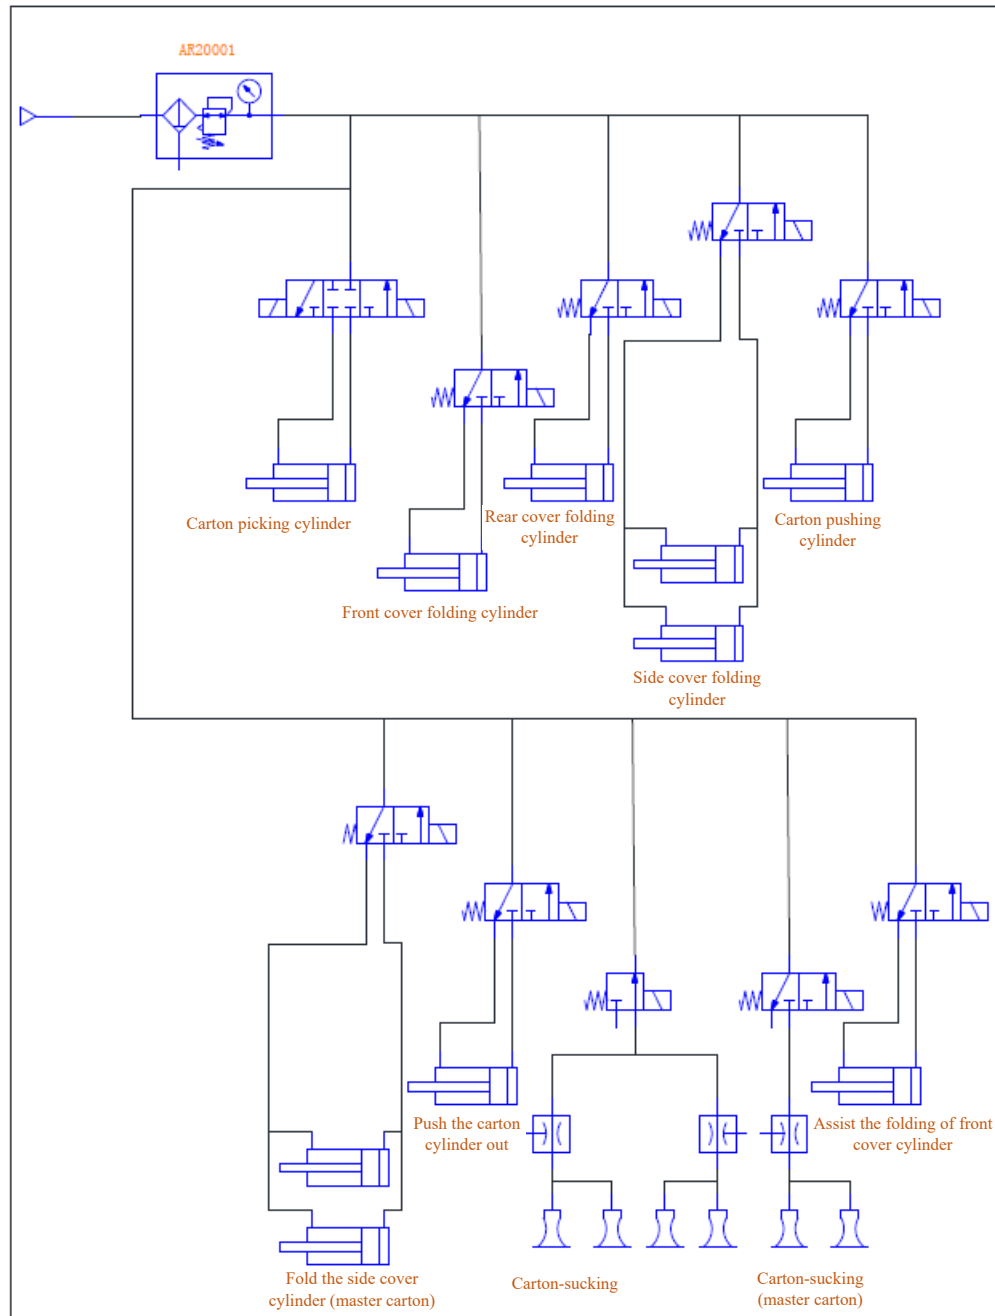 AR20001
Carton picking cylinder
Rear cover folding
cylinder
Carton pushing
cylinder
Front cover folding cylinder
Side cover folding
cylinder
Push the carton
cylinder out
Assist the folding of front
cover cylinder
Fold the side cover
cylinder (master carton)
Carton-sucking
Carton-sucking
(master carton)